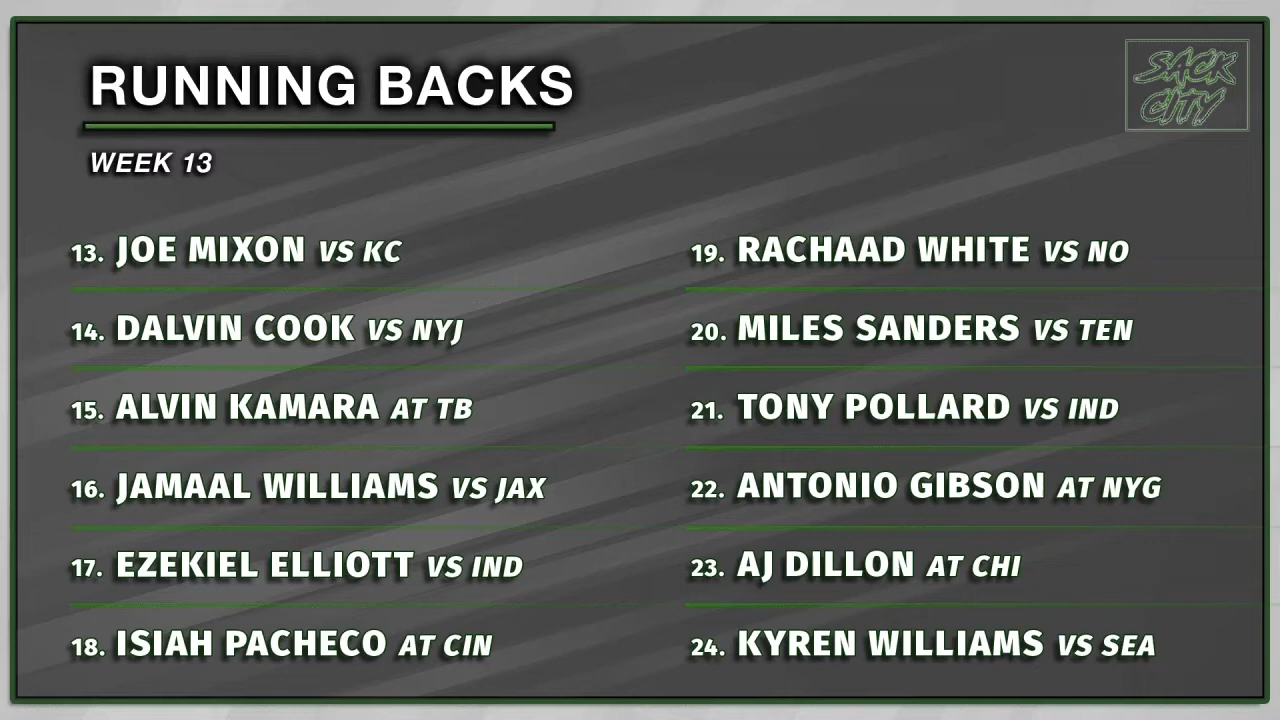 RUNNING BACKS
SACK
CITY
WEEK 13
13. JOE MIXON VS KC
14. DALVIN COOK VS NYJ
15. ALVIN KAMARA AT TB
16. JAMAAL WILLIAMS VS JAX
17. EZEKIEL ELLIOTT VS IND
18. ISIAH PACHECO AT CIN
19. RACHAAD WHITE VS NO
20. MILES SANDERS VS TEN
21. TONY POLLARD VS IND
22. ANTONIO GIBSON AT NYG
23. AJ DILLON AT CHI
24. KYREN WILLIAMS VS SEA